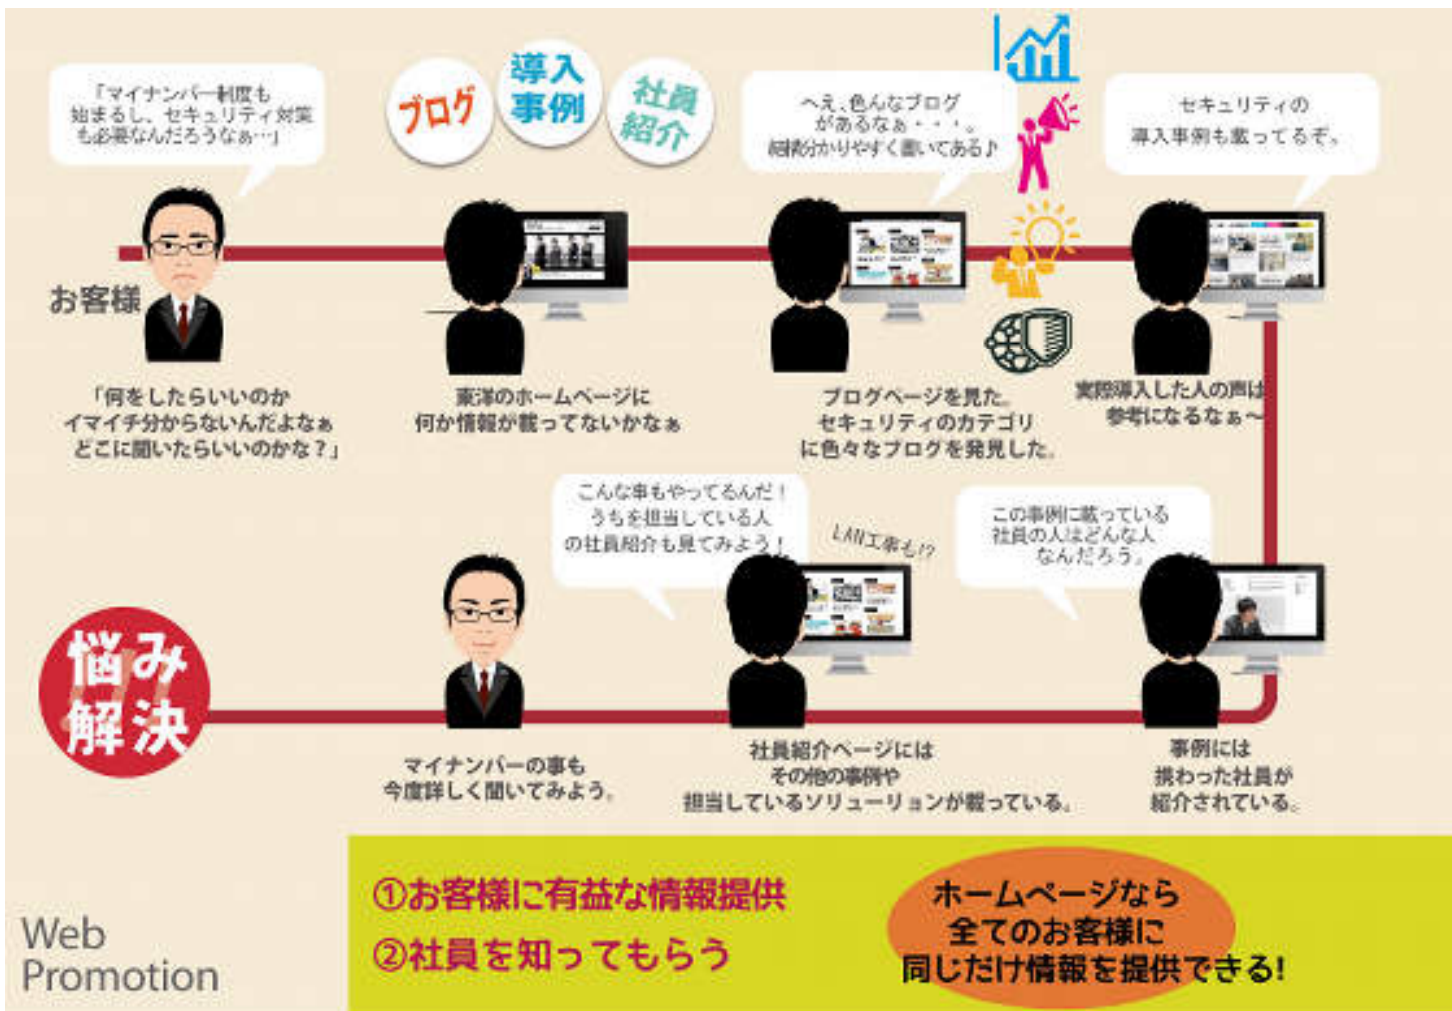 「マイナンバー制度も
始まるし、セキュリティ対策
も必要なんだろうなぁ…」
ブログ
導入
事例
社員
紹介
へえ、色んなブログ
があるなぁ・・・。
結構分かりやすく書いてある♪
セキュリティの
導入事例も載ってるぞ。
お客様
「何をしたらいいのか
イマイチ分からないんだよなぁ
どこに聞いたらいいのかな？」
東洋のホームページに
何か情報が載ってないかなぁ
ブログページを見た。
セキュリティのカテゴリ
に色々なブログを発見した。
実際導入した人の声は
参考になるなぁ～
この事例に載っている
社員の人はどんな人
なんだろう。
事例には
携わった社員が
紹介されている。
こんな事もやってるんだ！
うちを担当している人
の社員紹介も見てみよう！
LAN工事も!?
社員紹介ページには
その他の事例や
担当しているソリューリョンが載っている。
マイナンバーの事も
今度詳しく聞いてみよう。
悩み
解決
Web
Promotion
①お客様に有益な情報提供
②社員を知ってもらう
ホームページなら
全てのお客様に
同じだけ情報を提供できる!